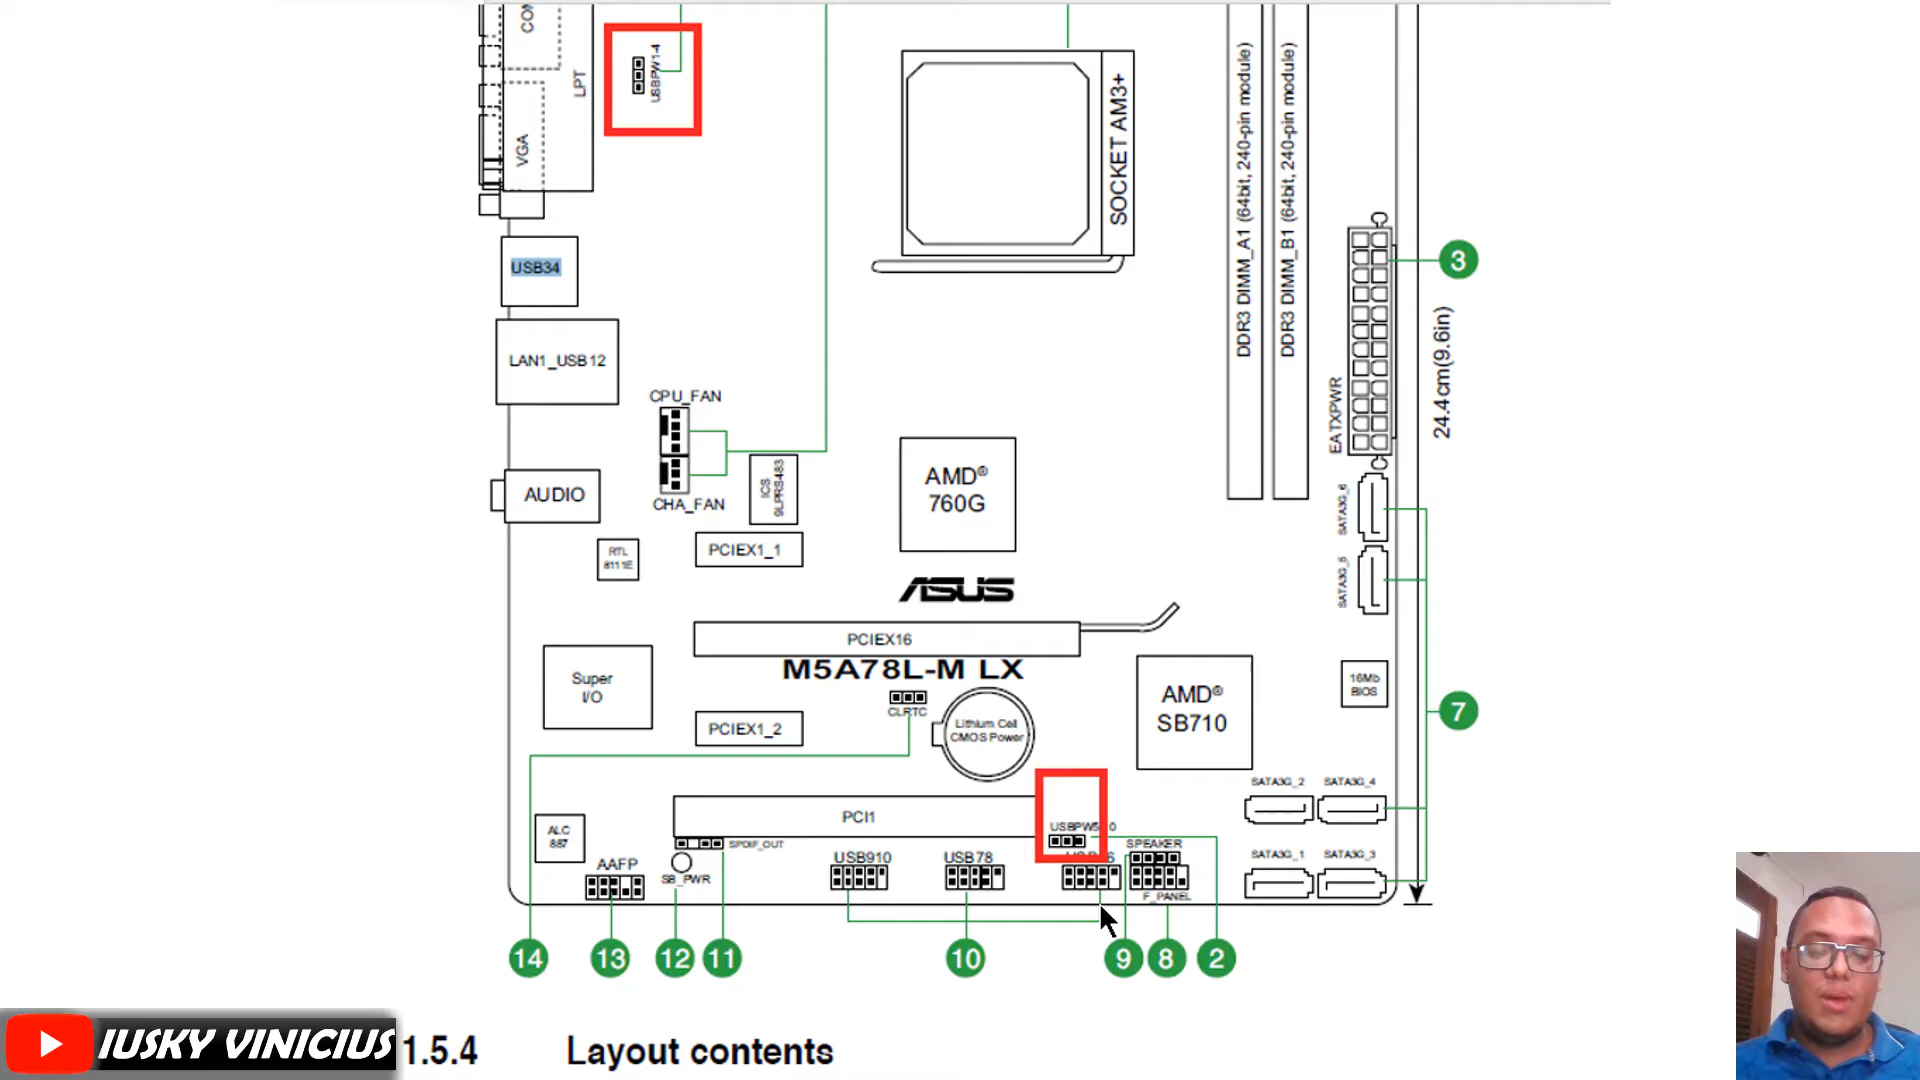 COM
LPT
USBPW1-4
VGA
SOCKET AM3+
DDR3 DIMM_A1 (64bit, 240-pin module)
DDR3 DIMM_B1 (64bit, 240-pin module)
USB34
3
LAN1_USB12
24.4cm(9.6in)
EATXPWR
CPU_FAN
CHA_FAN
ICS
9LPRS483
AMD®
760G
AUDIO
SATA3G_6
SATA3G_5
RTL
8111E
PCIEX1_1
ASUS
PCIEX16
M5A78L-M LX
Super
I/O
CLRTC
Lithium Cell
CMOS Power
AMD®
SB710
16Mb
BIOS
7
PCIEX1_2
SATA3G_2
SATA3G_4
PCI1
ALC
887
SPDIF_OUT
SPEAKER
AAFP
SB_PWR
USB910
USB78
SATA3G_1
SATA3G_3
F_PANEL
14
13
12
11
10
9
8
2
IUSKY VINICIUS
1.5.4 Layout contents